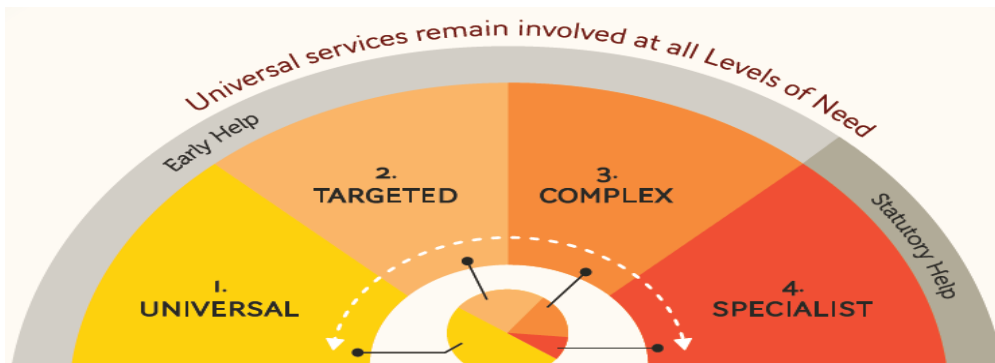 Universal services remain involved at all Levels of Need
Early Help
2.
TARGETED
3.
COMPLEX
1.
UNIVERSAL
4.
SPECIALIST
Statutory Help